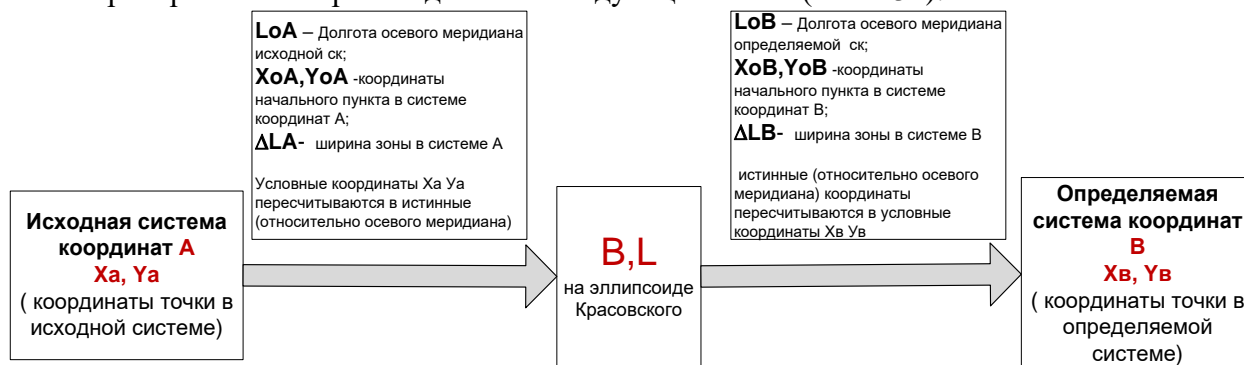 LoA – Долгота осевого меридиана
исходной ск;
XoA,YoA -координаты
начального пункта в системе
координат А;
ΔLA- ширина зоны в системе А
Условные координаты Ха Уа
пересчитываются в истинные
(относительно осевого меридиана)
LoB – Долгота осевого меридиана
определяемой ск;
XoB,YoB -координаты
начального пункта в системе
координат В;
ΔLB- ширина зоны в системе В
истинные (относительно осевого
меридиана) координаты
пересчитываются в условные
координаты Хв Ув
Исходная система
координат А
Xa, Ya
( координаты точки в
исходной системе)
B,L
на эллипсоиде
Красовского
Определяемая
система координат
В
Хв, Yв
( координаты точки в
определяемой
системе)